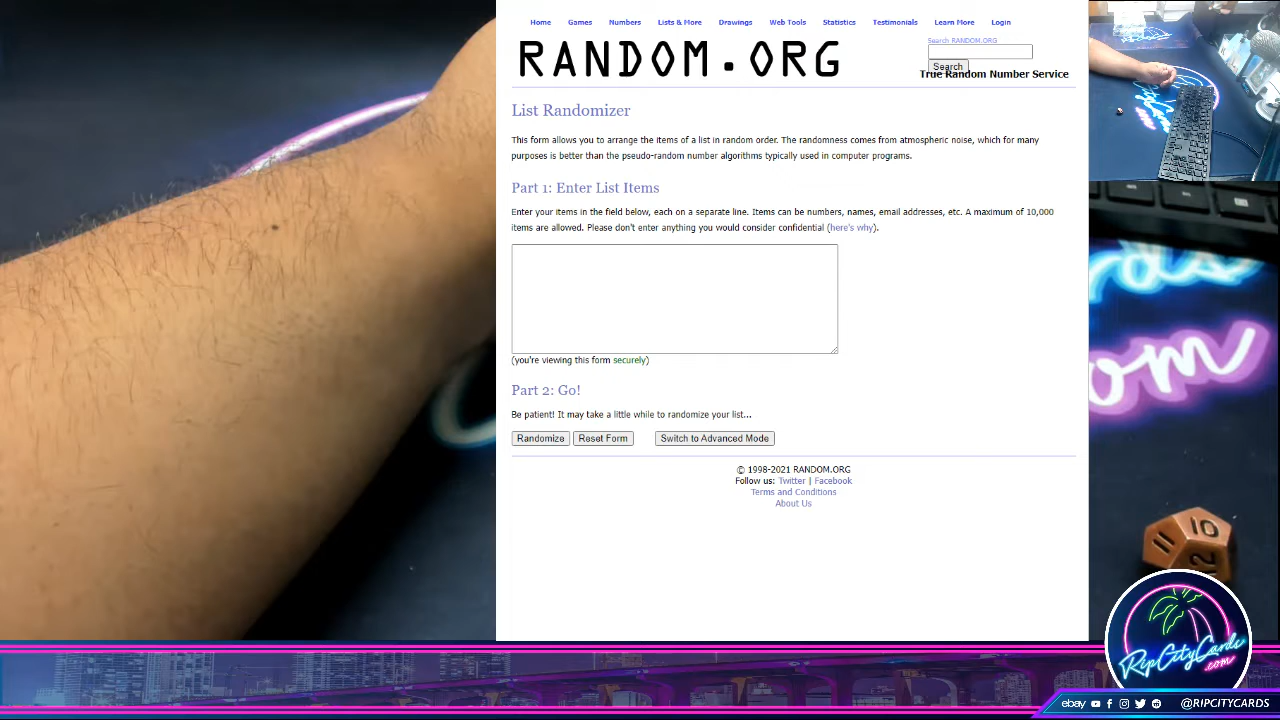 Home Games Numbers Lists & More Drawings Web Tools Statistics Testimonials Learn More Login
Search RANDOM.ORG
RANDOM.ORG
Search
True Random Number Service
List Randomizer
This form allows you to arrange the items of a list in random order. The randomness comes from atmospheric noise, which for many
purposes is better than the pseudo-random number algorithms typically used in computer programs.
Part 1: Enter List Items
Enter your items in the field below, each on a separate line. Items can be numbers, names, email addresses, etc. A maximum of 10,000
items are allowed. Please don't enter anything you would consider confidential (here's why).
(you're viewing this form securely)
Part 2: Go!
Be patient! It may take a little while to randomize your list...
Randomize Reset Form Switch to Advanced Mode
© 1998-2021 RANDOM.ORG
Follow us: Twitter | Facebook
Terms and Conditions
About Us
ards
om
11 10
RipCityCards
.com
ebay @RIPCITYCARDS